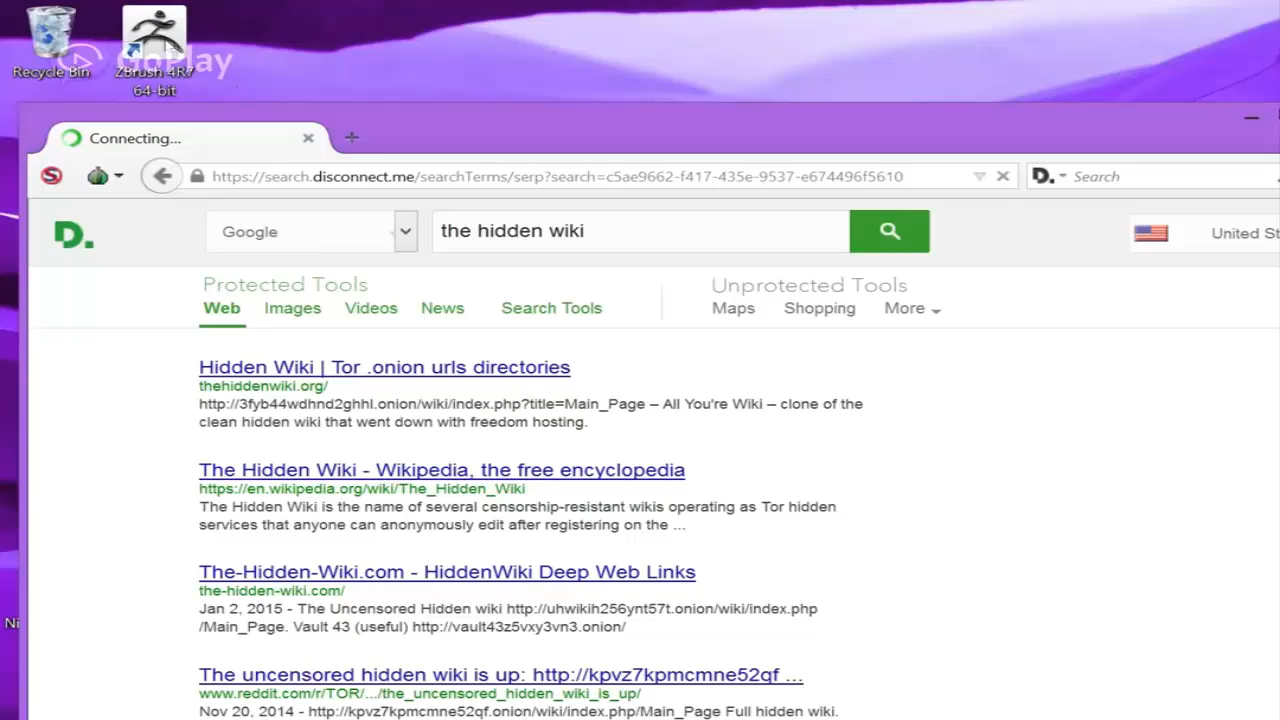 GoPlay
Recycle Bin
ZBrush 4R7
64-bit
Connecting...
https://search.disconnect.me/searchTerms/serp?search=c5ae9662-f417-435e-9537-e674496f5610
D. Search
D.
Google
the hidden wiki
United St
Protected Tools
Unprotected Tools
Web Images Videos News Search Tools
Maps Shopping More
Hidden Wiki | Tor .onion urls directories
thehiddenwiki.org/
http://3fyb44wdhnd2ghhl.onion/wiki/index.php?title=Main_Page – All You're Wiki – clone of the
clean hidden wiki that went down with freedom hosting.
The Hidden Wiki - Wikipedia, the free encyclopedia
https://en.wikipedia.org/wiki/The_Hidden_Wiki
The Hidden Wiki is the name of several censorship-resistant wikis operating as Tor hidden
services that anyone can anonymously edit after registering on the ...
The-Hidden-Wiki.com - HiddenWiki Deep Web Links
the-hidden-wiki.com/
Jan 2, 2015 - The Uncensored Hidden wiki http://uhwikih256ynt57t.onion/wiki/index.php
/Main_Page. Vault 43 (useful) http://vault43z5vxy3vn3.onion/
Ni
The uncensored hidden wiki is up: http://kpvz7kpmcmne52qf ...
www.reddit.com/r/TOR/.../the_uncensored_hidden_wiki_is_up/
Nov 20, 2014 - http://kpvz7kpmcmne52qf.onion/wiki/index.php/Main_Page Full hidden wiki.